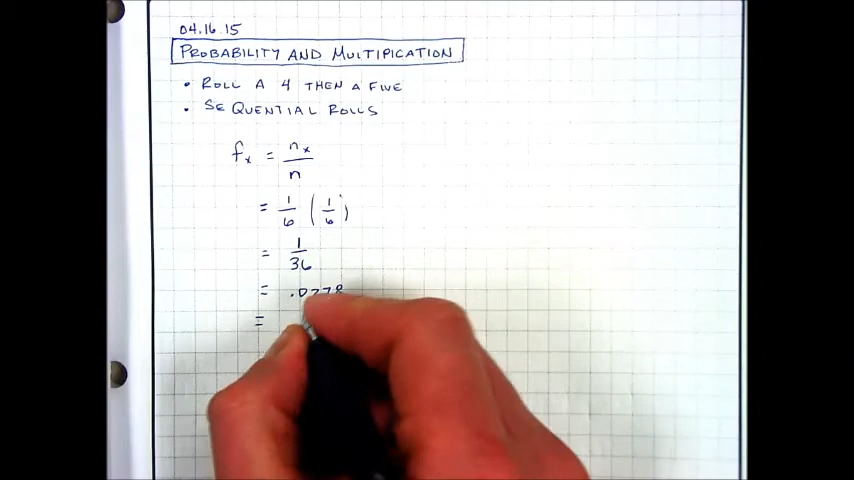 04.16.15
PROBABILITY AND MULTIPICATION
• ROLL A 4 THEN A FIVE
• SEQUENTIAL ROLLS
fx = nx/n
= 1/6 (1/6)
= 1/36
= .0278
=